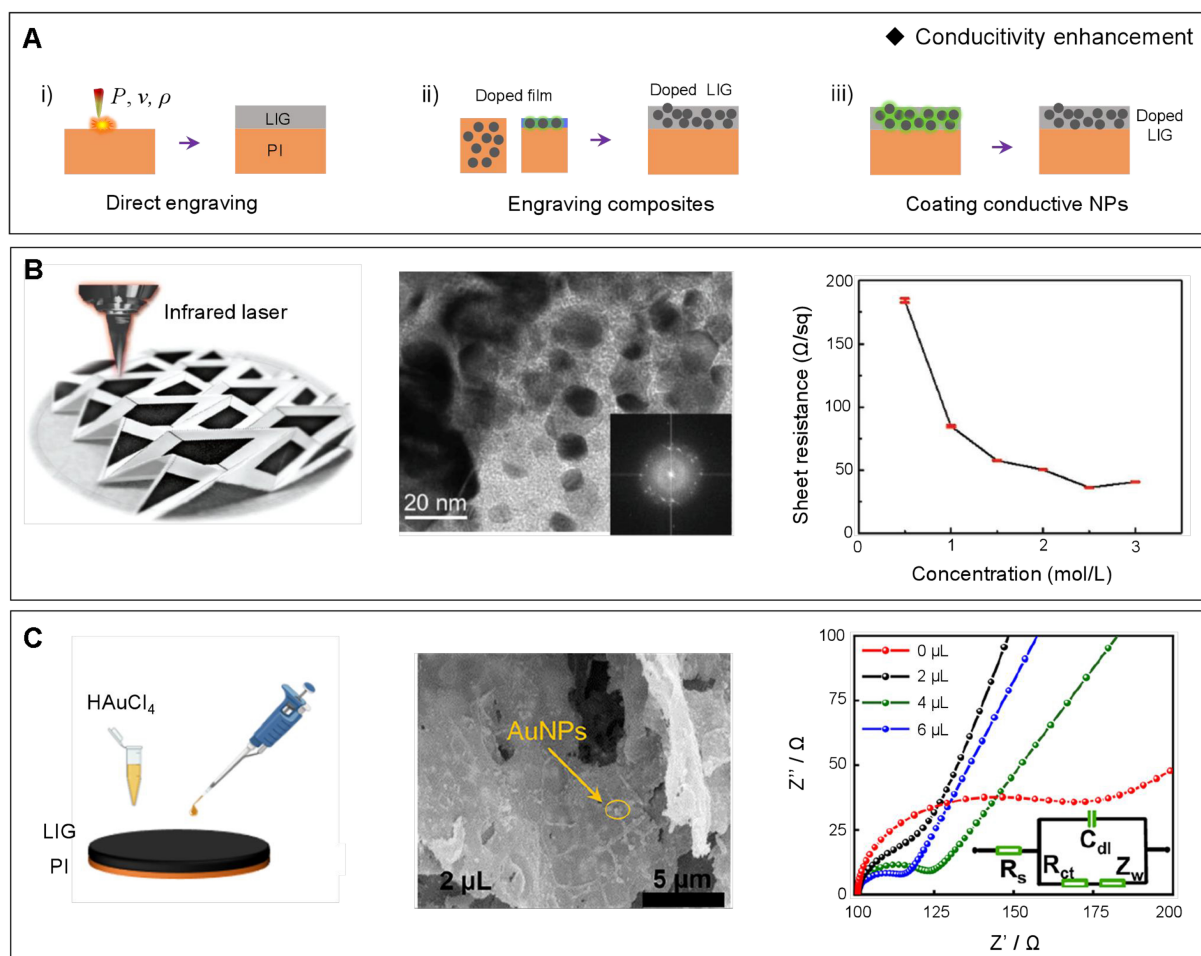 A
◆ Conducitivity enhancement
i)
P, v, ρ
LIG
PI
Direct engraving
ii)
Doped film
Doped LIG
Engraving composites
iii)
Doped
LIG
Coating conductive NPs
B
Infrared laser
20 nm
200
150
100
50
0
0
1
2
3
Sheet resistance (Ω/sq)
Concentration (mol/L)
C
HAuCl4
LIG
PI
AuNPs
2 µL
5 µm
100
75
50
25
0
Z'' / Ω
0 µL
2 µL
4 µL
6 µL
Cdl
Rs
Rct
Zw
100
125
150
175
200
Z' / Ω